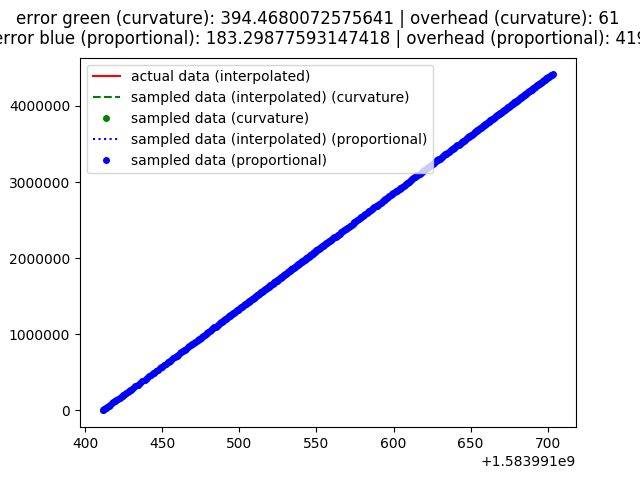 error green (curvature): 394.4680072575641 | overhead (curvature): 61
error blue (proportional): 183.29877593147418 | overhead (proportional): 419
actual data (interpolated)
sampled data (interpolated) (curvature)
sampled data (curvature)
sampled data (interpolated) (proportional)
sampled data (proportional)
4000000
3000000
2000000
1000000
0
400 450 500 550 600 650 700
+1.583991e9